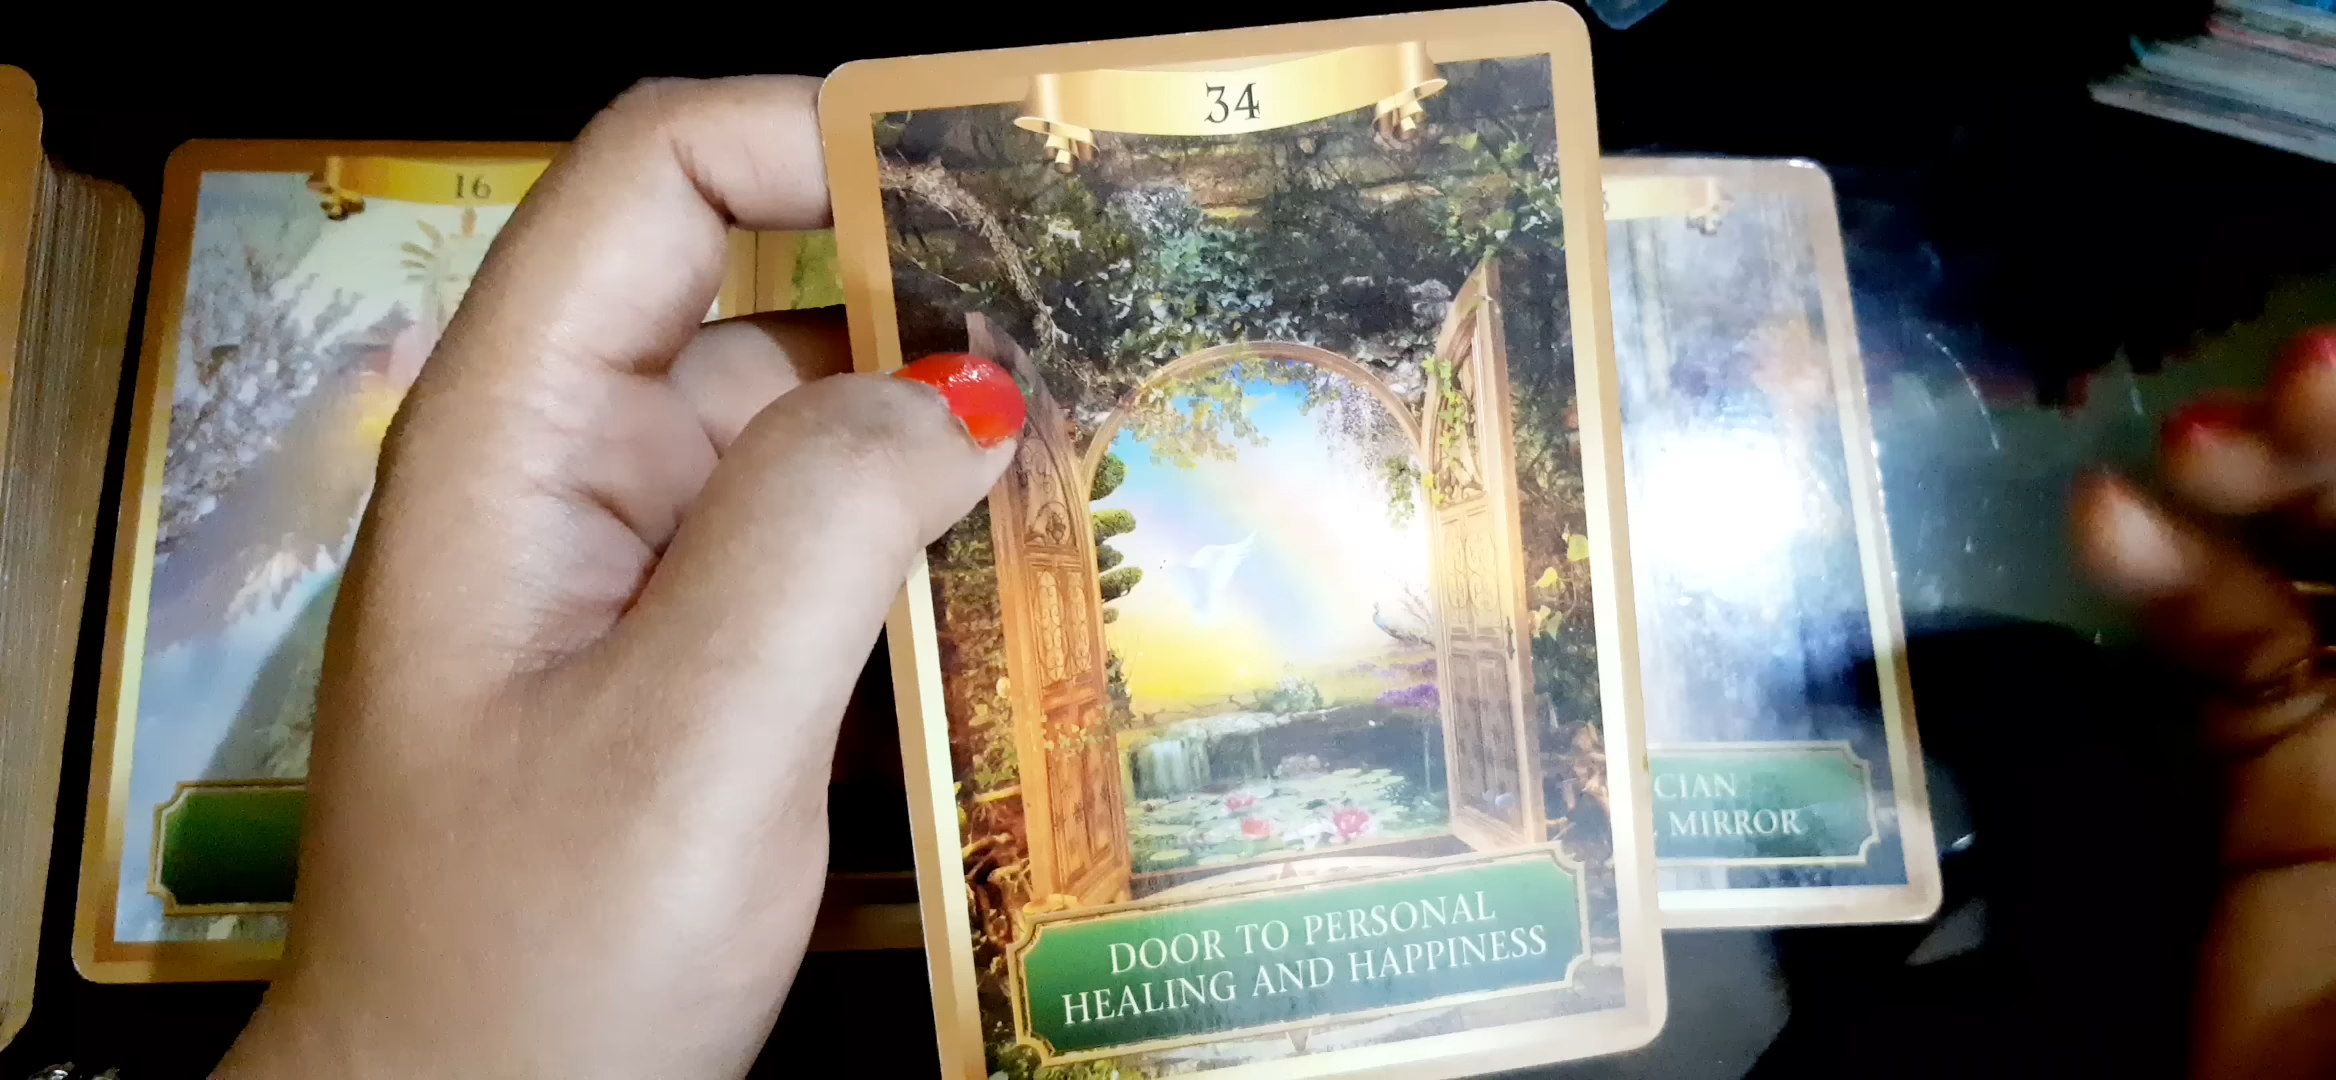 16
34
DOOR TO PERSONAL
HEALING AND HAPPINESS
CIAN
MIRROR